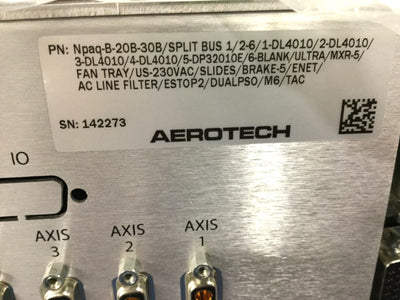 PN: Npaq-B-20B-30B/SPLIT BUS 1/2-6/1-DL4010/2-DL4010/
3-DL4010/4-DL4010/5-DP32010E/6-BLANK/ULTRA/MXR-5/
FAN TRAY/US-230VAC/SLIDES/BRAKE-5/ENET/
AC LINE FILTER/ESTOP2/DUALPSO/M6/TAC
SN: 142273
AEROTECH
IO
AXIS
3
AXIS
2
AXIS
1